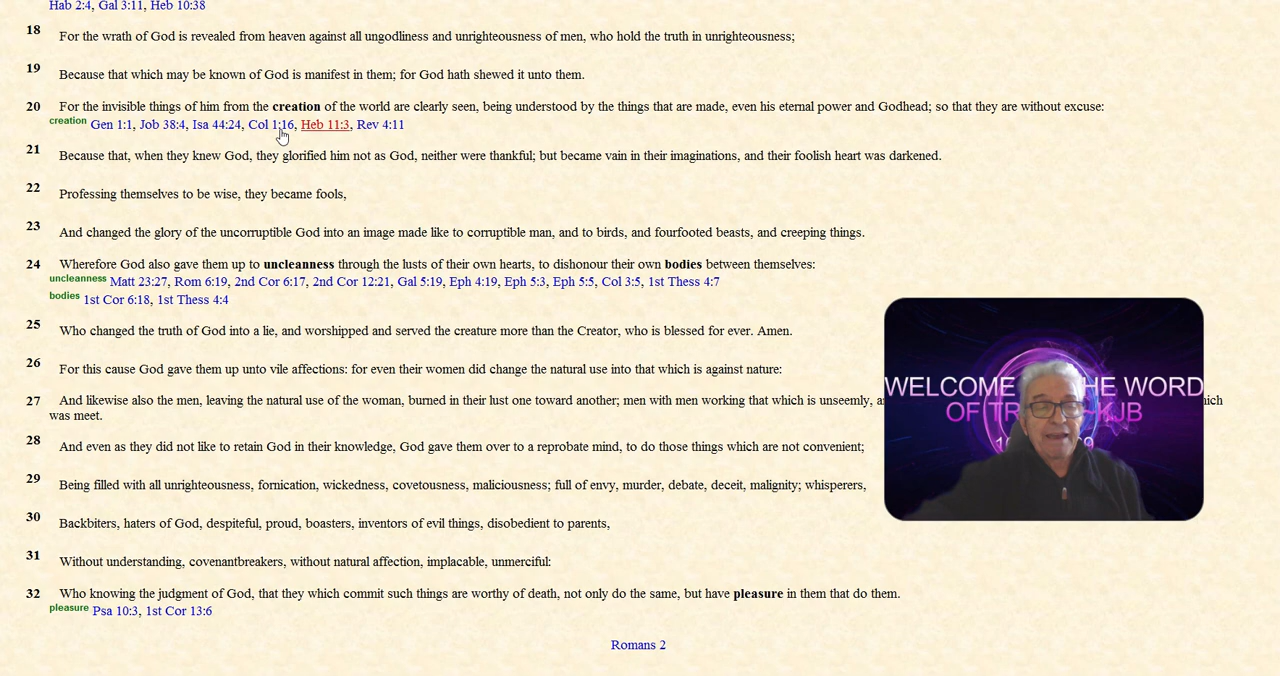 Hab 2:4, Gal 3:11, Heb 10:38
18 For the wrath of God is revealed from heaven against all ungodliness and unrighteousness of men, who hold the truth in unrighteousness;
19 Because that which may be known of God is manifest in them; for God hath shewed it unto them.
20 For the invisible things of him from the creation of the world are clearly seen, being understood by the things that are made, even his eternal power and Godhead; so that they are without excuse:
creation Gen 1:1, Job 38:4, Isa 44:24, Col 1:16, Heb 11:3, Rev 4:11
21 Because that, when they knew God, they glorified him not as God, neither were thankful; but became vain in their imaginations, and their foolish heart was darkened.
22 Professing themselves to be wise, they became fools,
23 And changed the glory of the uncorruptible God into an image made like to corruptible man, and to birds, and fourfooted beasts, and creeping things.
24 Wherefore God also gave them up to uncleanness through the lusts of their own hearts, to dishonour their own bodies between themselves:
uncleanness Matt 23:27, Rom 6:19, 2nd Cor 6:17, 2nd Cor 12:21, Gal 5:19, Eph 4:19, Eph 5:3, Eph 5:5, Col 3:5, 1st Thess 4:7
bodies 1st Cor 6:18, 1st Thess 4:4
25 Who changed the truth of God into a lie, and worshipped and served the creature more than the Creator, who is blessed for ever. Amen.
26 For this cause God gave them up unto vile affections: for even their women did change the natural use into that which is against nature:
27 And likewise also the men, leaving the natural use of the woman, burned in their lust one toward another; men with men working that which is unseemly,
was meet.
28 And even as they did not like to retain God in their knowledge, God gave them over to a reprobate mind, to do those things which are not convenient;
29 Being filled with all unrighteousness, fornication, wickedness, covetousness, maliciousness; full of envy, murder, debate, deceit, malignity; whisperers,
30 Backbiters, haters of God, despiteful, proud, boasters, inventors of evil things, disobedient to parents,
31 Without understanding, covenantbreakers, without natural affection, implacable, unmerciful:
32 Who knowing the judgment of God, that they which commit such things are worthy of death, not only do the same, but have pleasure in them that do them.
pleasure Psa 10:3, 1st Cor 13:6
Romans 2
WELCOME WORD
OF KJB